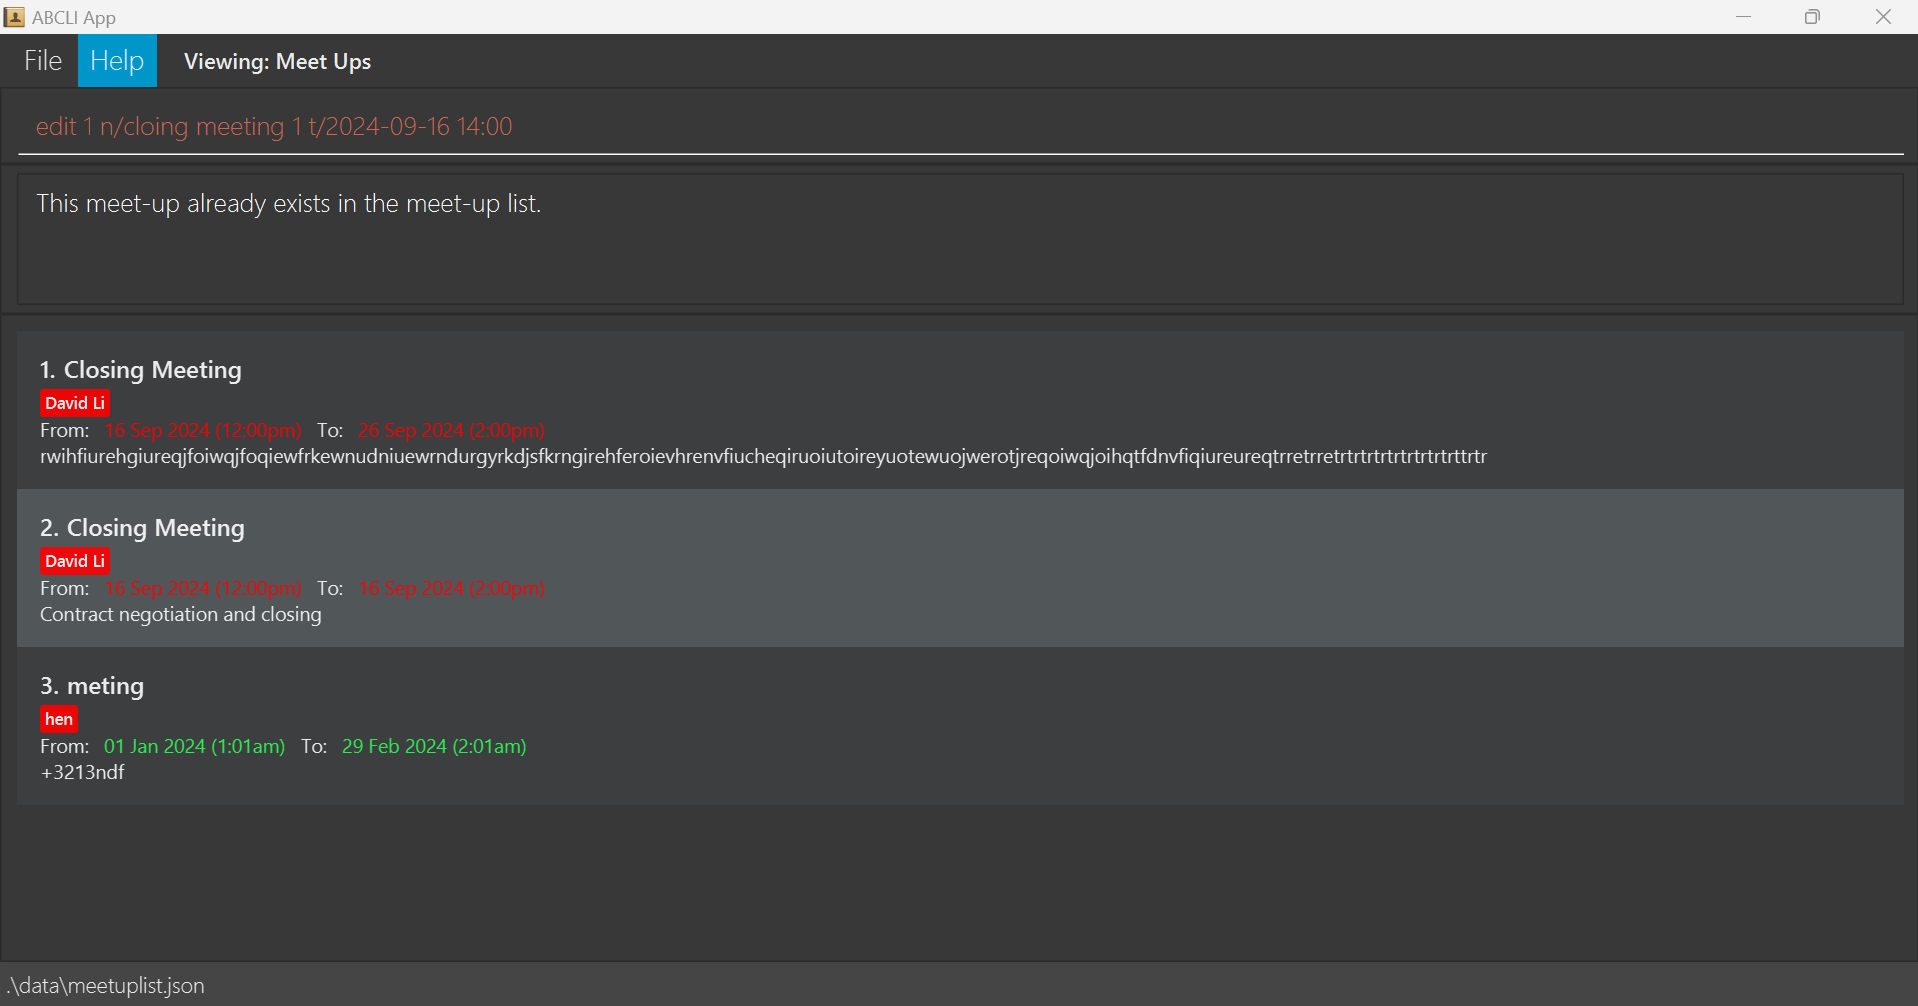 ABCLI App
File Help Viewing: Meet Ups
edit 1 n/cloing meeting 1 t/2024-09-16 14:00
This meet-up already exists in the meet-up list.
1. Closing Meeting
David Li
From: 16 Sep 2024 (12:00pm) To: 26 Sep 2024 (2:00pm)
rwihfiurehgiureqjfoiwqjfoqiewfrkewnudniuewrndurgyrkdjsfkrngirehferoievhrenvfiucheqiruoiutoireyuotewuojwerotjreqoiwqjoihqtfdnvfiqiureureqtrretrretrtrtrtrtrtrtrtrtrttrtr
2. Closing Meeting
David Li
From: 16 Sep 2024 (12:00pm) To: 16 Sep 2024 (2:00pm)
Contract negotiation and closing
3. meting
hen
From: 01 Jan 2024 (1:01am) To: 29 Feb 2024 (2:01am)
+3213ndf
.\data\meetuplist.json